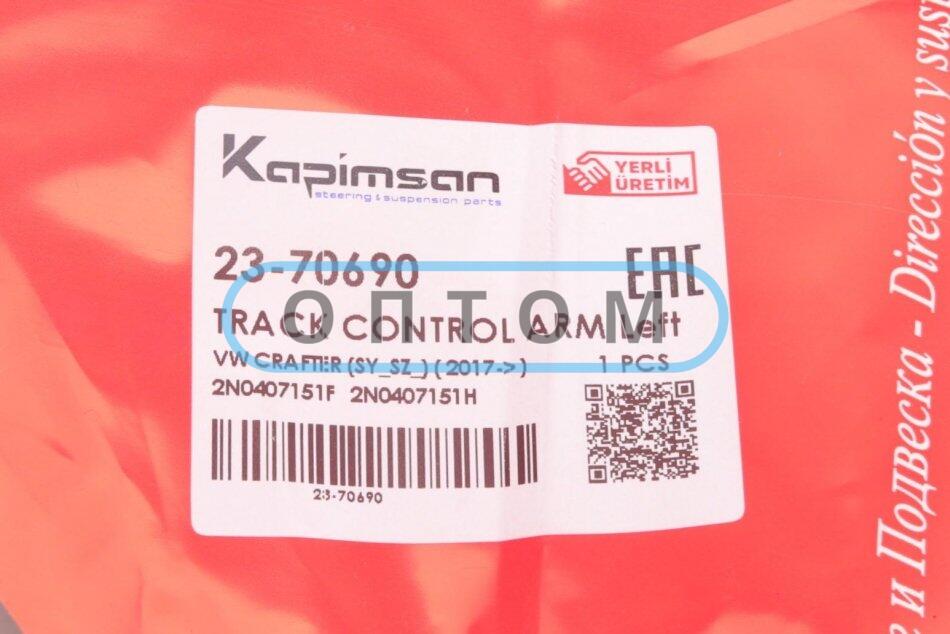 Kapimsan
steering & suspension parts
YERLİ
ÜRETİM
23-70690
EAC
ОПТОМ
TRACK CONTROL ARM Left
VW CRAFTER (SY_SZ_) ( 2017-> )
1 PCS
2N0407151F 2N0407151H
23-70690
и Подвеска - Dirección y susp